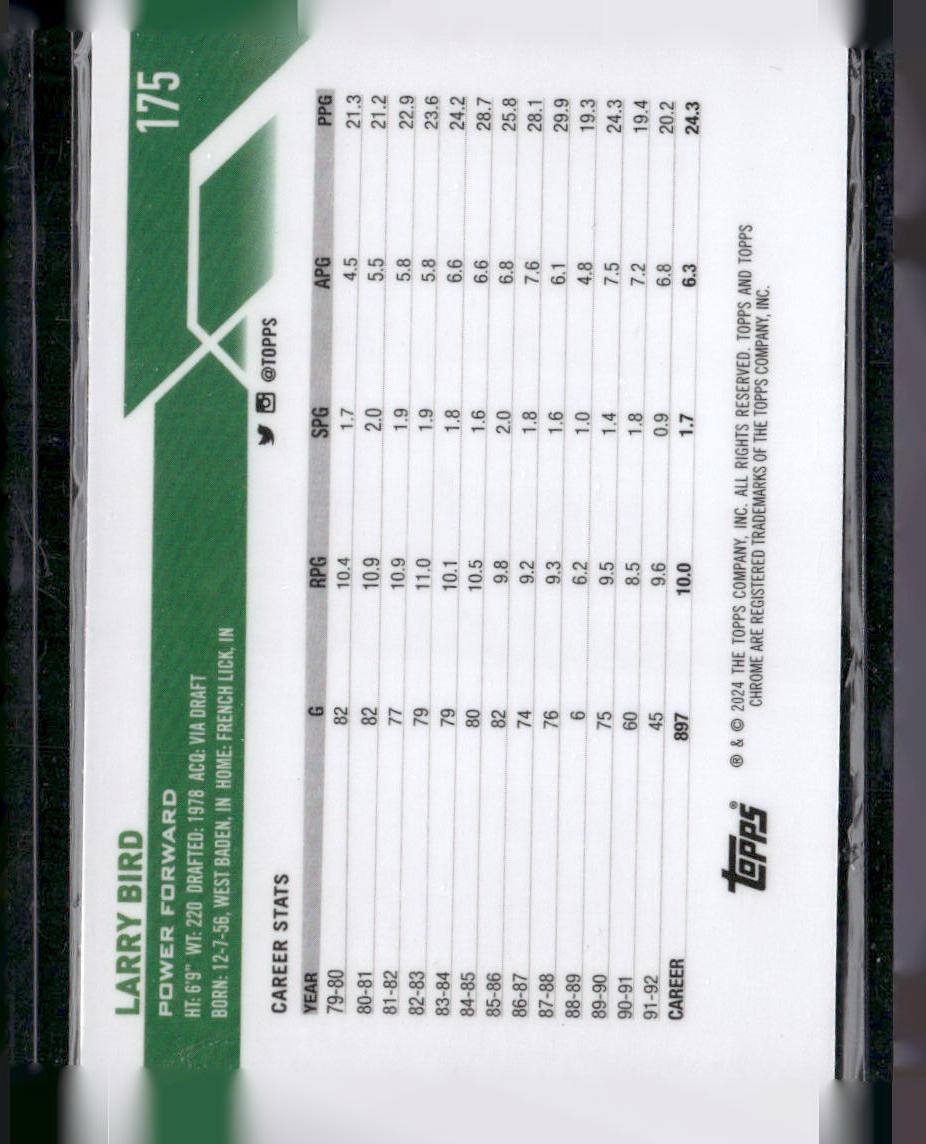 LARRY BIRD
175
POWER FORWARD
HT: 6'9" WT: 220 DRAFTED: 1978 ACQ: VIA DRAFT
BORN: 12-7-56, WEST BADEN, IN HOME: FRENCH LICK, IN
@TOPPS
CAREER STATS
YEAR G RPG SPG APG PPG
79-80 82 10.4 1.7 4.5 21.3
80-81 82 10.9 2.0 5.5 21.2
81-82 77 10.9 1.9 5.8 22.9
82-83 79 11.0 1.9 5.8 23.6
83-84 79 10.1 1.8 6.6 24.2
84-85 80 10.5 1.6 6.6 28.7
85-86 82 9.8 2.0 6.8 25.8
86-87 74 9.2 1.8 7.6 28.1
87-88 76 9.3 1.6 6.1 29.9
88-89 6 6.2 1.0 4.8 19.3
89-90 75 9.5 1.4 7.5 24.3
90-91 60 8.5 1.8 7.2 19.4
91-92 45 9.6 0.9 6.8 20.2
CAREER 897 10.0 1.7 6.3 24.3
topps®
® & © 2024 THE TOPPS COMPANY, INC. ALL RIGHTS RESERVED. TOPPS AND TOPPS
CHROME ARE REGISTERED TRADEMARKS OF THE TOPPS COMPANY, INC.